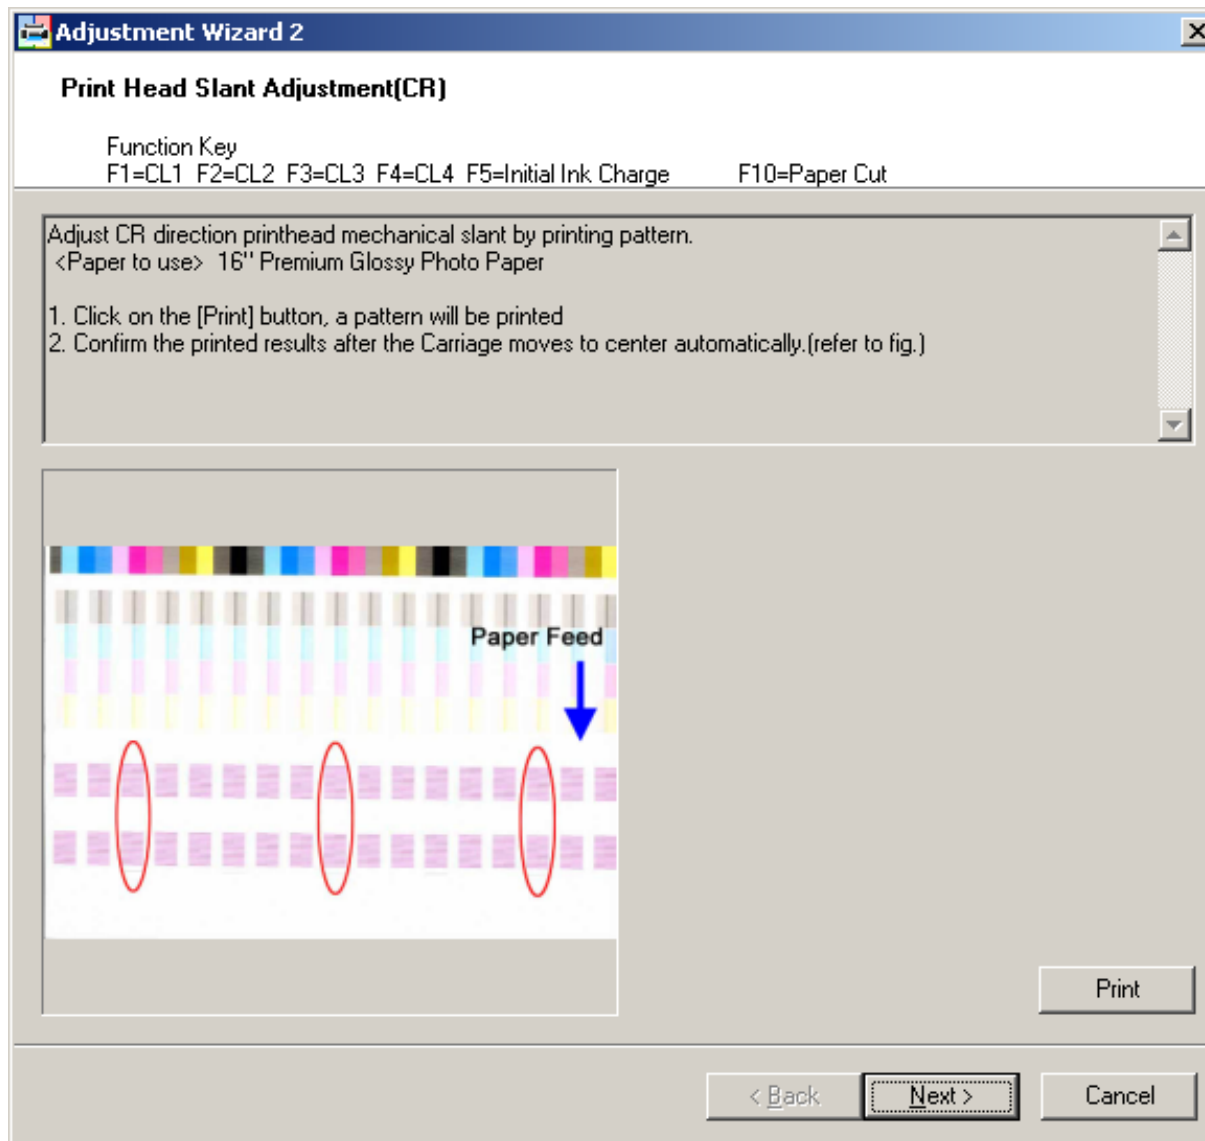 Adjustment Wizard 2
Print Head Slant Adjustment(CR)
Function Key
F1=CL1 F2=CL2 F3=CL3 F4=CL4 F5=Initial Ink Charge F10=Paper Cut
Adjust CR direction printhead mechanical slant by printing pattern.
<Paper to use> 16" Premium Glossy Photo Paper
1. Click on the [Print] button, a pattern will be printed
2. Confirm the printed results after the Carriage moves to center automatically.(refer to fig.)
Paper Feed
Print
< Back
Next >
Cancel